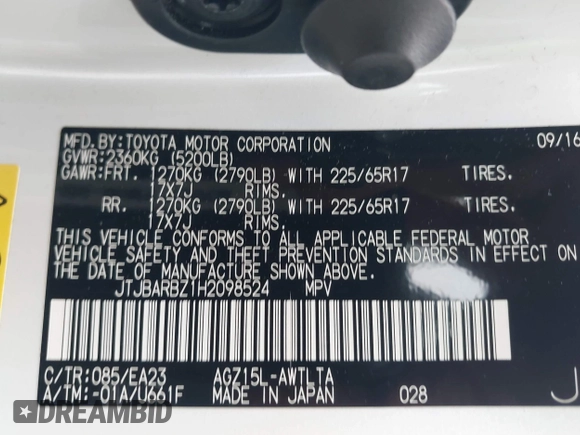 MFD.BY:TOYOTA MOTOR CORPORATION 09/16
GVWR:2360KG (5200LB)
GAWR:FRT. 1270KG (2790LB) WITH 225/65R17 TIRES.
17X7J RIMS.
RR. 1270KG (2790LB) WITH 225/65R17 TIRES.
17X7J RIMS.
THIS VEHICLE CONFORMS TO ALL APPLICABLE FEDERAL MOTOR
VEHICLE SAFETY AND THEFT PREVENTION STANDARDS IN EFFECT ON
THE DATE OF MANUFACTURE SHOWN ABOVE.
JTJBARBZ1H2098524 MPV
C/TR:085/EA23 AGZ15L-AWTLTA
A/TM:-01A/U661F MADE IN JAPAN 028 J
DREAMBID